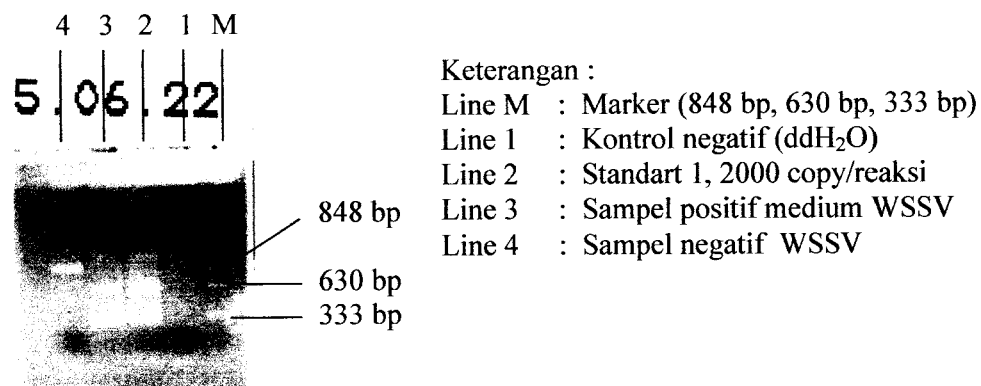 4 3 2 1 M
5.06.22
848 bp
630 bp
333 bp
Keterangan :
Line M : Marker (848 bp, 630 bp, 333 bp)
Line 1 : Kontrol negatif (ddH₂O)
Line 2 : Standart 1, 2000 copy/reaksi
Line 3 : Sampel positif medium WSSV
Line 4 : Sampel negatif WSSV